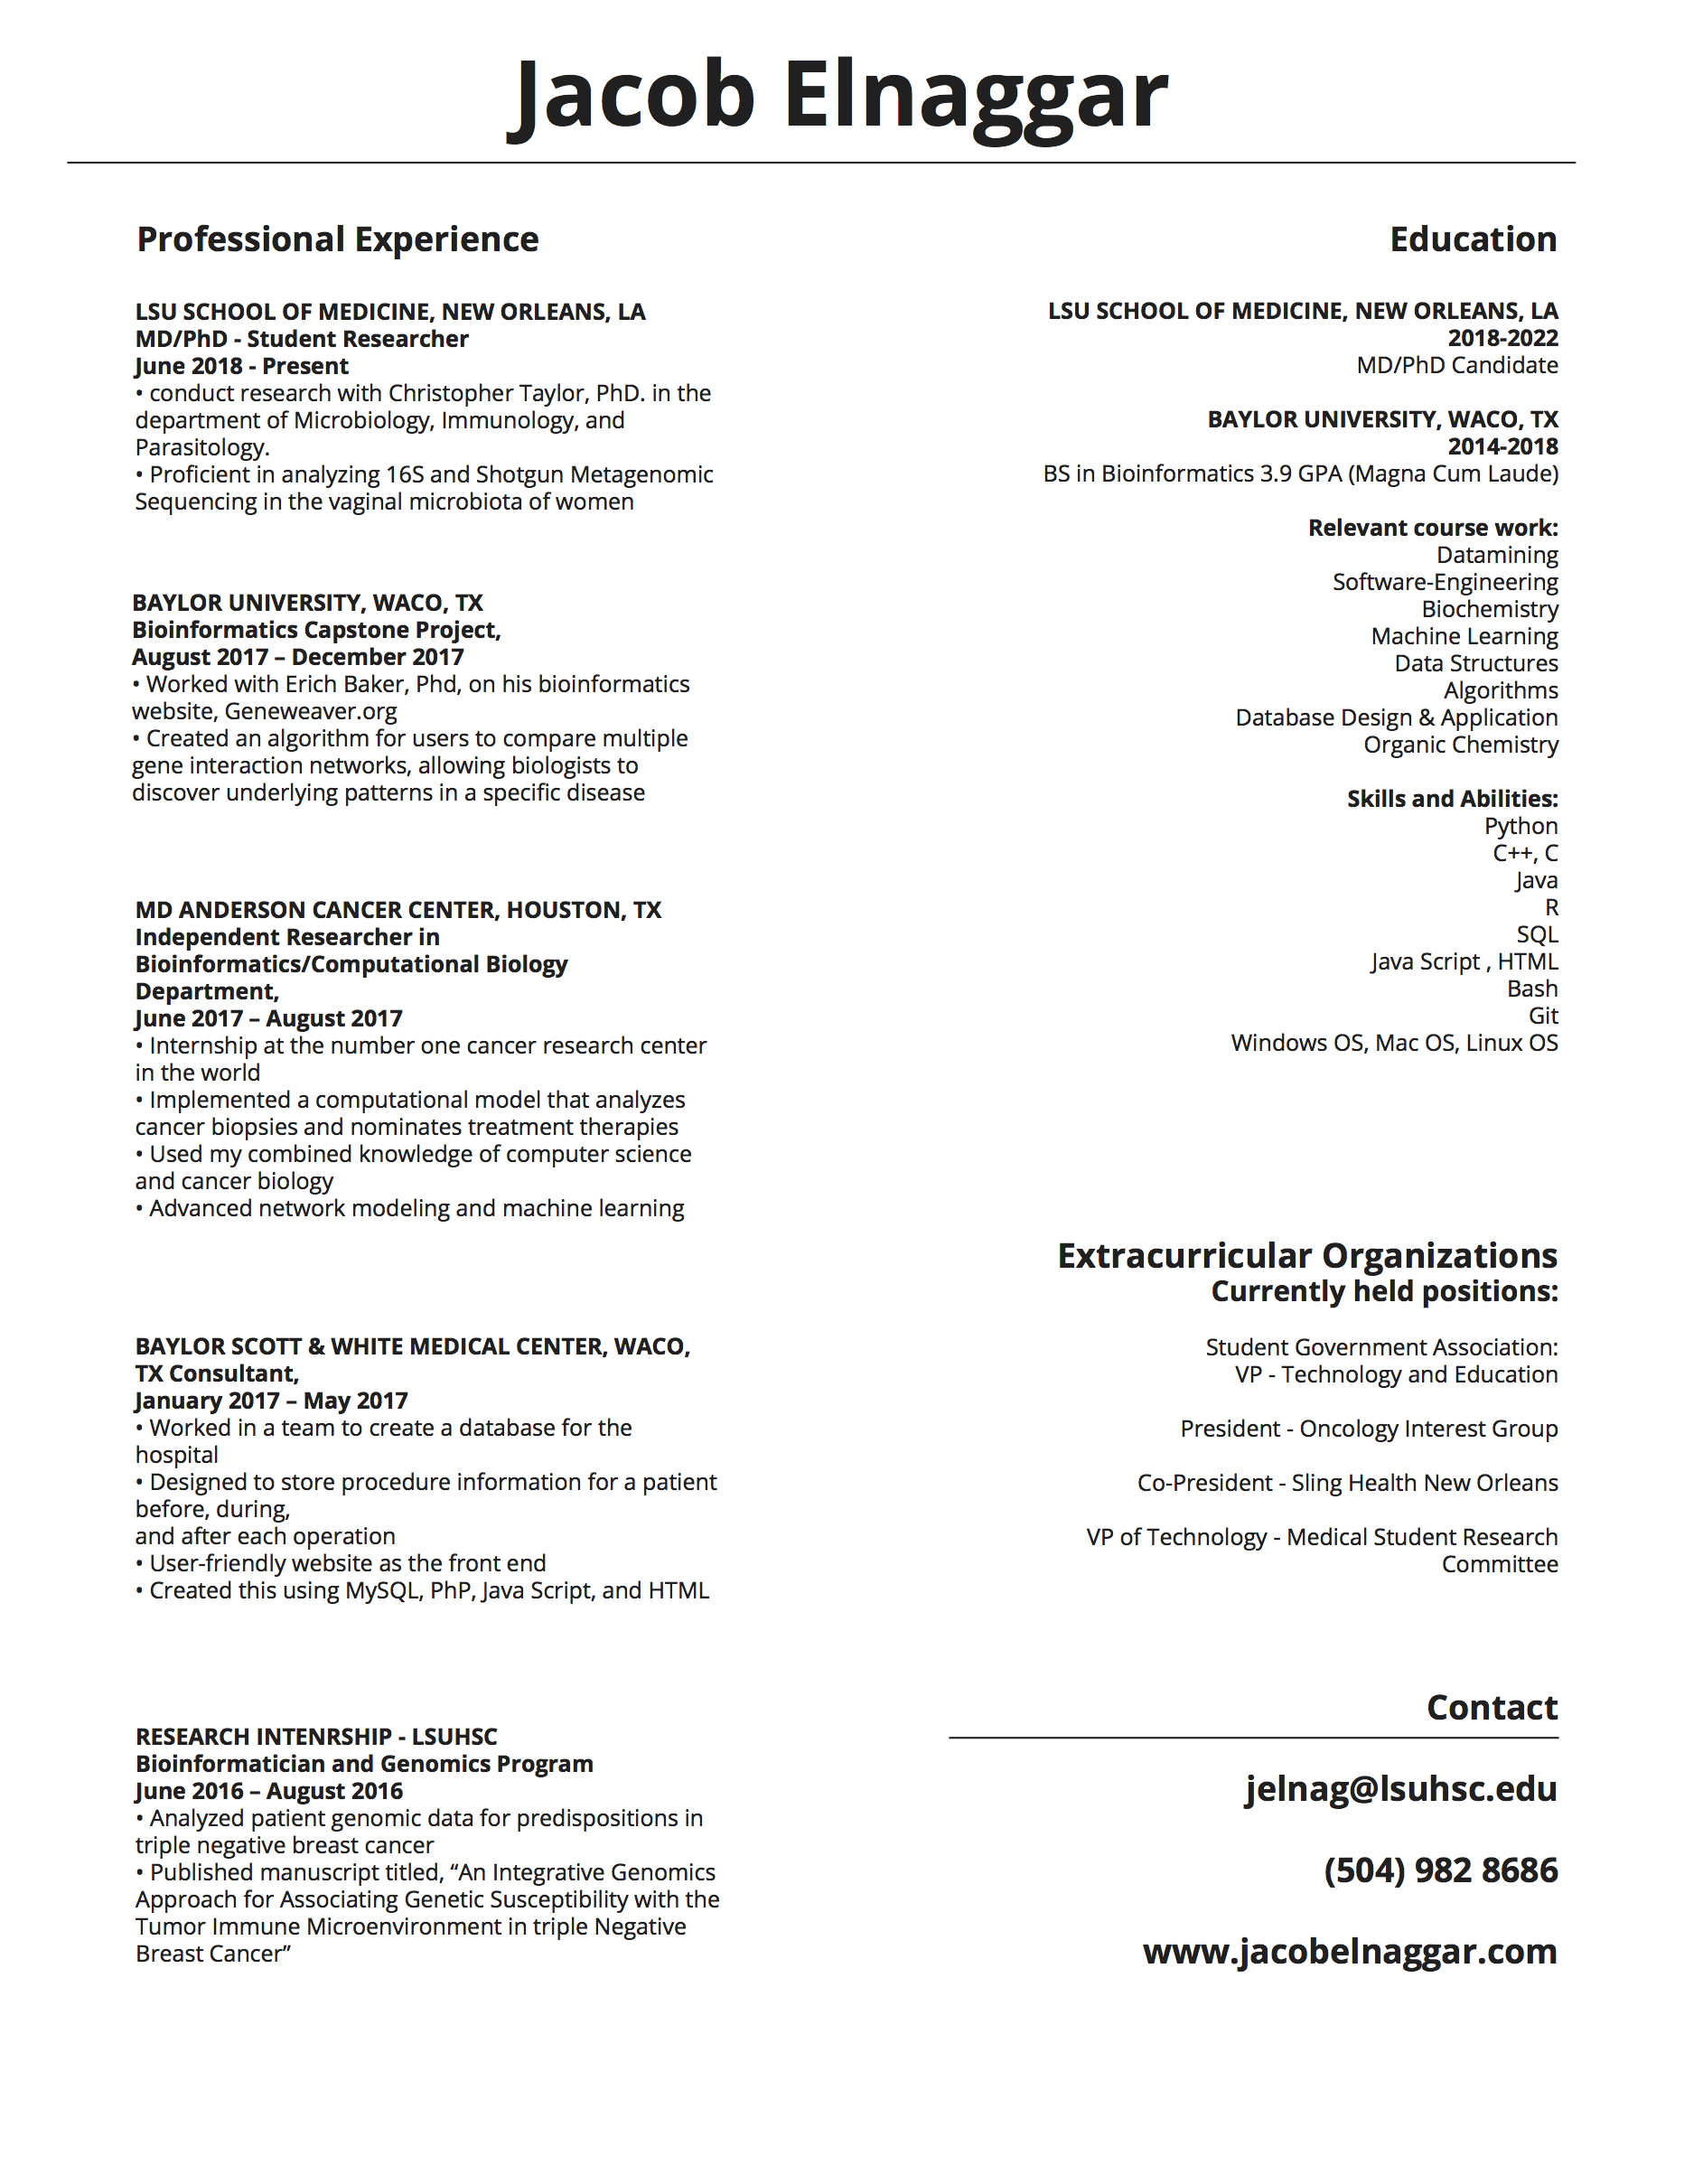 Jacob Elnaggar
Professional Experience
LSU SCHOOL OF MEDICINE, NEW ORLEANS, LA
MD/PhD - Student Researcher
June 2018 - Present
• conduct research with Christopher Taylor, PhD. in the
department of Microbiology, Immunology, and
Parasitology.
• Proficient in analyzing 16S and Shotgun Metagenomic
Sequencing in the vaginal microbiota of women
BAYLOR UNIVERSITY, WACO, TX
Bioinformatics Capstone Project,
August 2017 – December 2017
• Worked with Erich Baker, Phd, on his bioinformatics
website, Geneweaver.org
• Created an algorithm for users to compare multiple
gene interaction networks, allowing biologists to
discover underlying patterns in a specific disease
MD ANDERSON CANCER CENTER, HOUSTON, TX
Independent Researcher in
Bioinformatics/Computational Biology
Department,
June 2017 – August 2017
• Internship at the number one cancer research center
in the world
• Implemented a computational model that analyzes
cancer biopsies and nominates treatment therapies
• Used my combined knowledge of computer science
and cancer biology
• Advanced network modeling and machine learning
BAYLOR SCOTT & WHITE MEDICAL CENTER, WACO,
TX Consultant,
January 2017 – May 2017
• Worked in a team to create a database for the
hospital
• Designed to store procedure information for a patient
before, during,
and after each operation
• User-friendly website as the front end
• Created this using MySQL, PhP, Java Script, and HTML
RESEARCH INTENRSHIP - LSUHSC
Bioinformatician and Genomics Program
June 2016 – August 2016
• Analyzed patient genomic data for predispositions in
triple negative breast cancer
• Published manuscript titled, “An Integrative Genomics
Approach for Associating Genetic Susceptibility with the
Tumor Immune Microenvironment in triple Negative
Breast Cancer”
Education
LSU SCHOOL OF MEDICINE, NEW ORLEANS, LA
2018-2022
MD/PhD Candidate
BAYLOR UNIVERSITY, WACO, TX
2014-2018
BS in Bioinformatics 3.9 GPA (Magna Cum Laude)
Relevant course work:
Datamining
Software-Engineering
Biochemistry
Machine Learning
Data Structures
Algorithms
Database Design & Application
Organic Chemistry
Skills and Abilities:
Python
C++, C
Java
R
SQL
Java Script , HTML
Bash
Git
Windows OS, Mac OS, Linux OS
Extracurricular Organizations
Currently held positions:
Student Government Association:
VP - Technology and Education
President - Oncology Interest Group
Co-President - Sling Health New Orleans
VP of Technology - Medical Student Research
Committee
Contact
jelnag@lsuhsc.edu
(504) 982 8686
www.jacobelnaggar.com